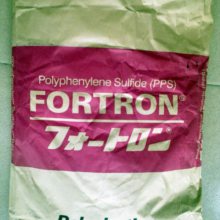 Polyphenylene Sulfide (PPS)
FORTRON®
フォートロン®